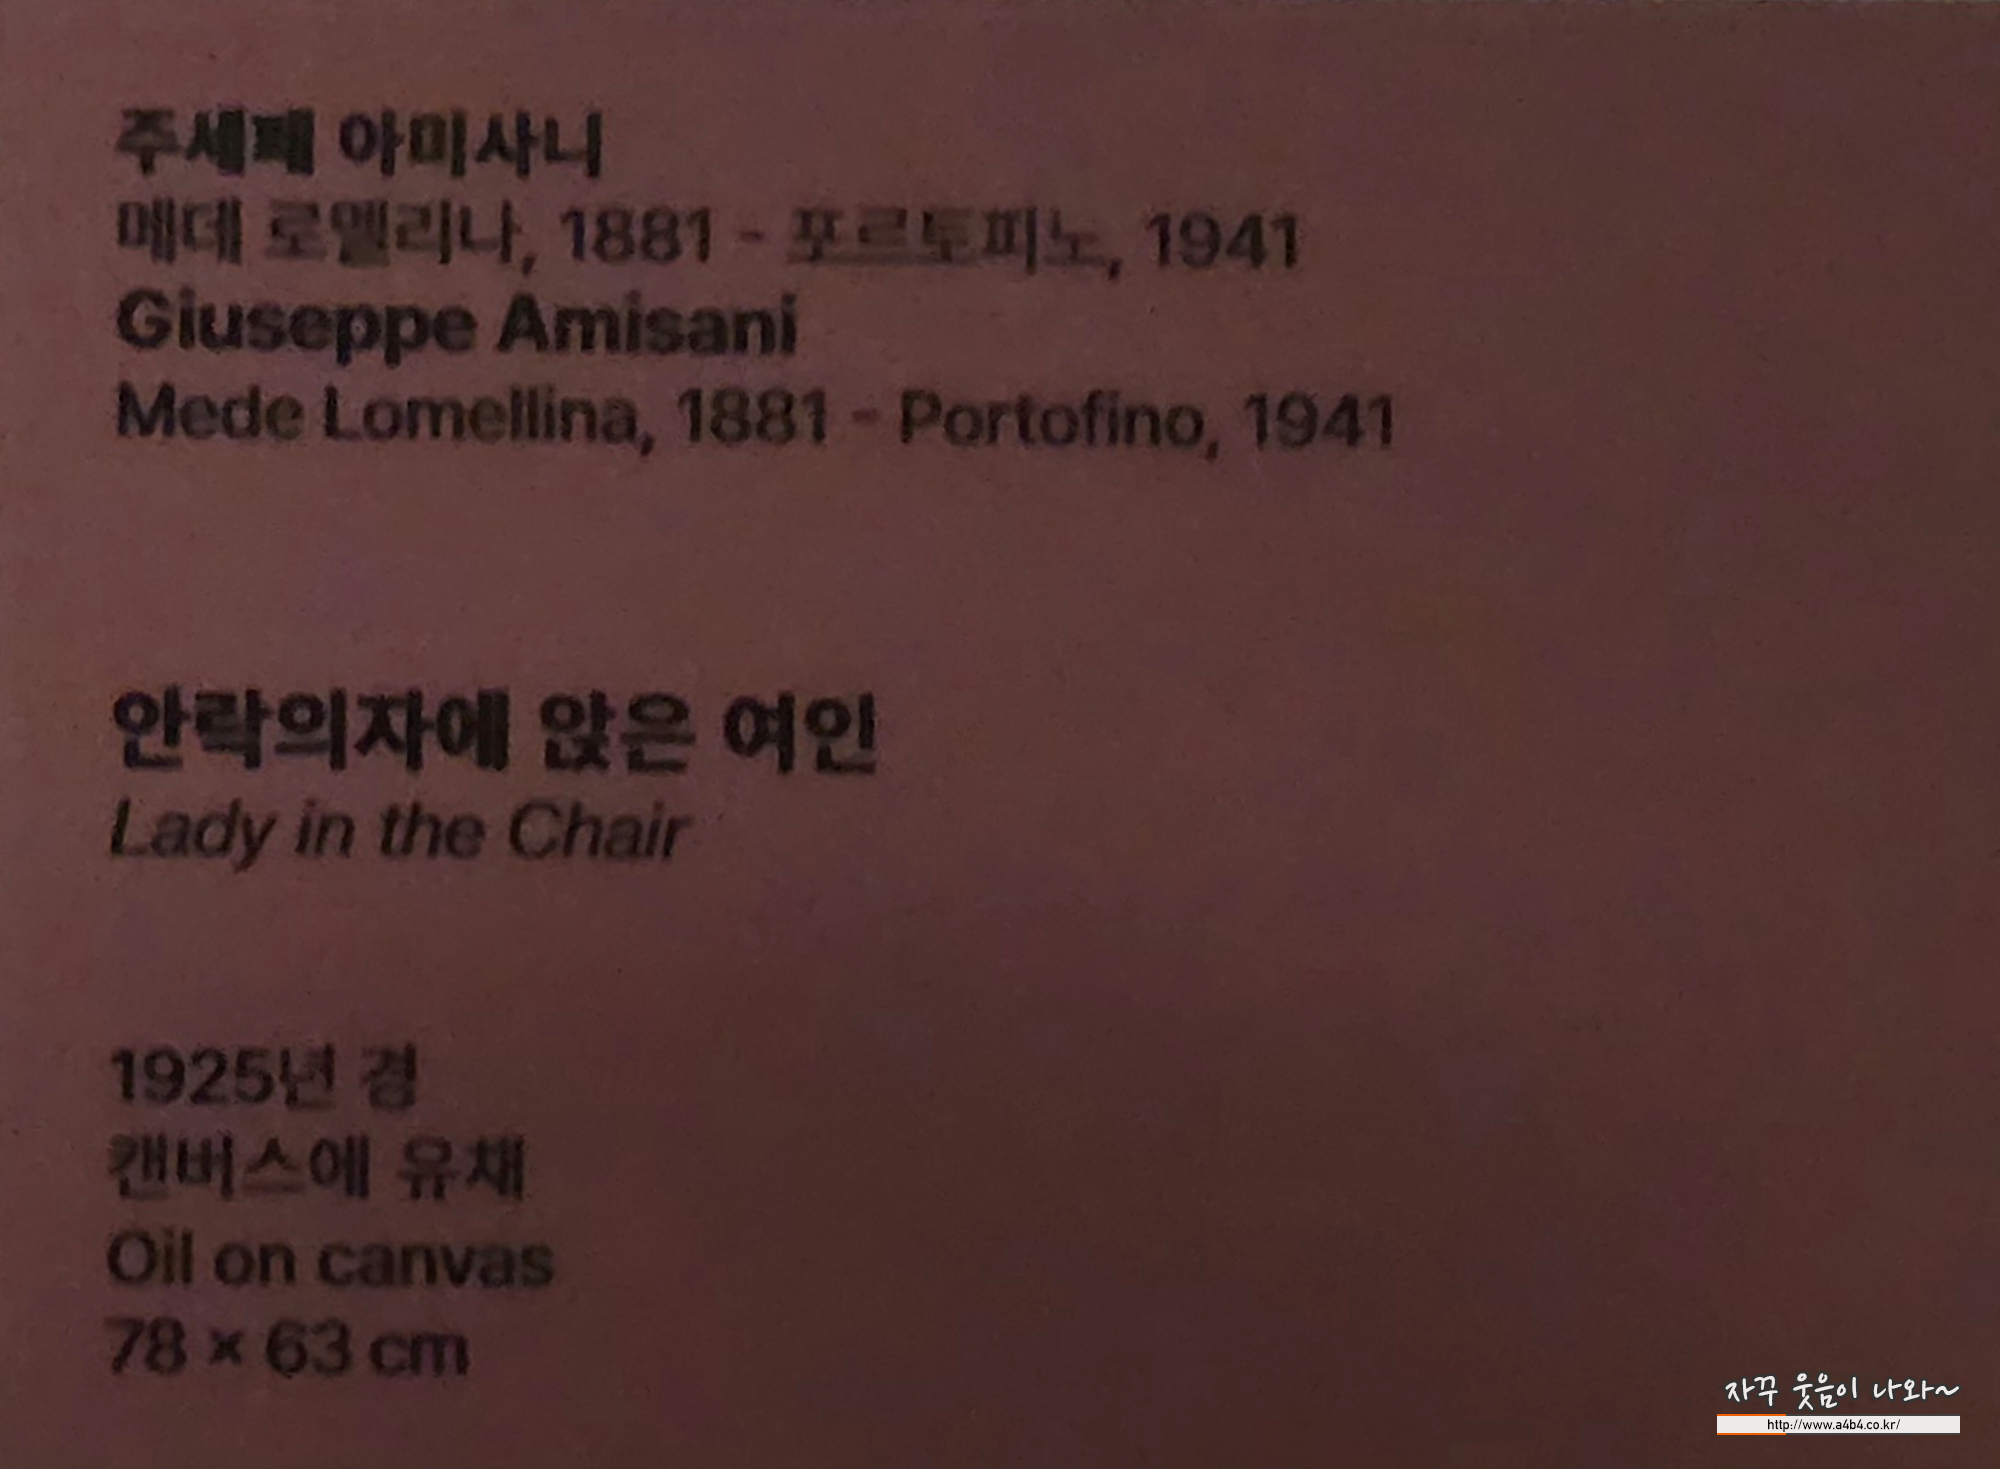 주세페 아미사니
메데 로멜리나, 1881 - 포르토피노, 1941
Giuseppe Amisani
Mede Lomellina, 1881 - Portofino, 1941
안락의자에 앉은 여인
Lady in the Chair
1925년 경
캔버스에 유채
Oil on canvas
78 × 63 cm
자꾸 웃음이 나와~
http://www.a4b4.co.kr/